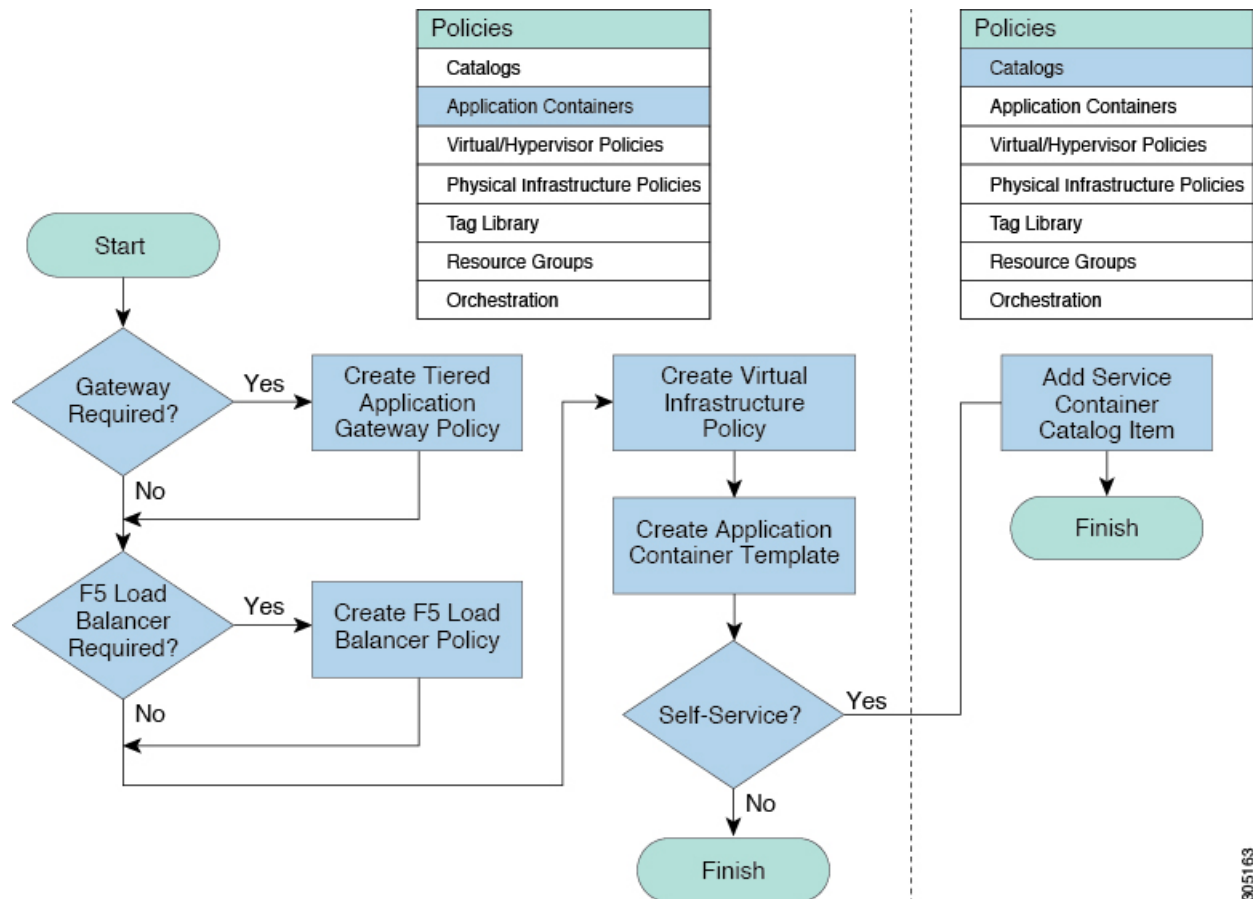 Policies
Catalogs
Application Containers
Virtual/Hypervisor Policies
Physical Infrastructure Policies
Tag Library
Resource Groups
Orchestration
Policies
Catalogs
Application Containers
Virtual/Hypervisor Policies
Physical Infrastructure Policies
Tag Library
Resource Groups
Orchestration
Start
Gateway
Required?
Yes
No
Create Tiered
Application
Gateway Policy
F5 Load
Balancer
Required?
Yes
No
Create F5 Load
Balancer Policy
Create Virtual
Infrastructure
Policy
Create Application
Container Template
Self-Service?
Yes
No
Finish
Add Service
Container
Catalog Item
Finish
305163